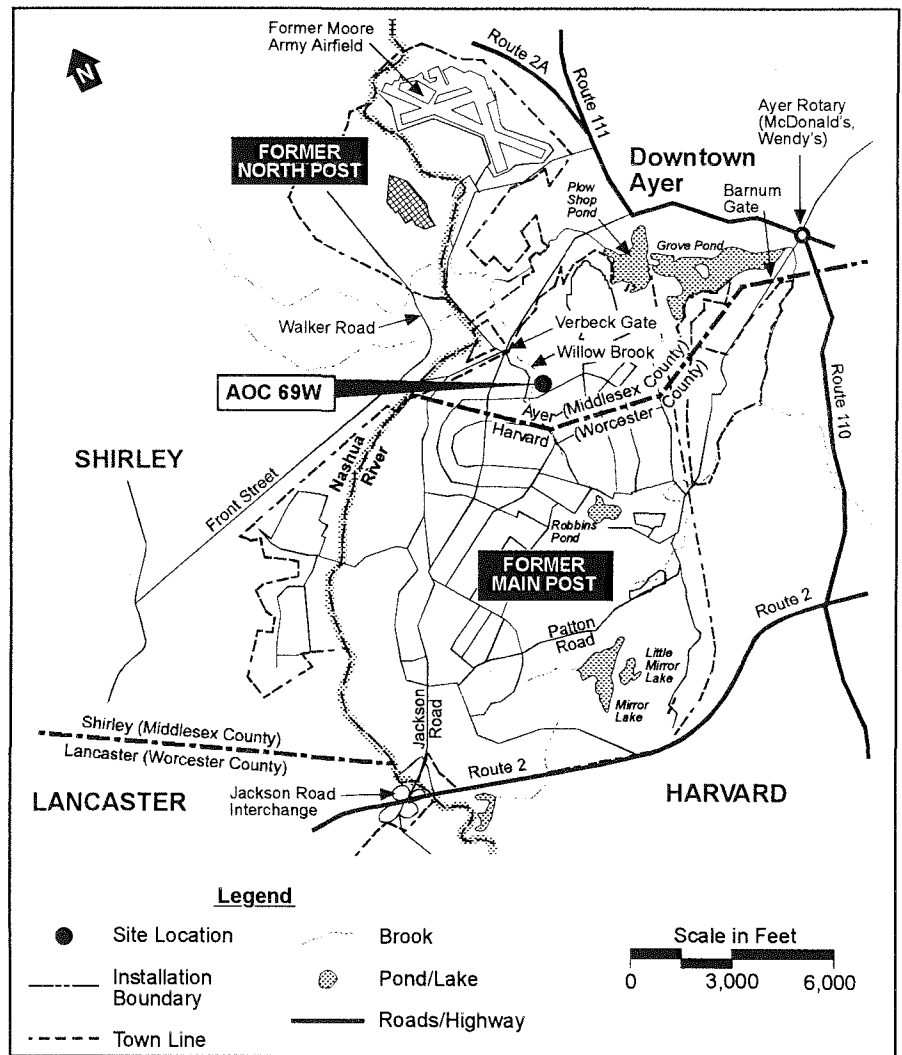 Former Moore
Army Airfield
N
Route 2A
Route 111
Ayer Rotary
(McDonald's,
Wendy's)
FORMER
NORTH POST
Downtown
Ayer
Barnum
Gate
Plow
Shop
Pond
Grove Pond
Walker Road
Verbeck Gate
Willow Brook
AOC 69W
Ayer (Middlesex County)
Harvard (Worcester County)
Nashua
River
Route 110
SHIRLEY
Front Street
Robbins
Pond
FORMER
MAIN POST
Route 2
Patton
Road
Little
Mirror
Lake
Mirror
Lake
Jackson
Road
Shirley (Middlesex County)
Lancaster (Worcester County)
Route 2
LANCASTER
Jackson Road
Interchange
HARVARD
Legend
Site Location
Brook
Scale in Feet
Installation
Boundary
Pond/Lake
0 3,000 6,000
Town Line
Roads/Highway